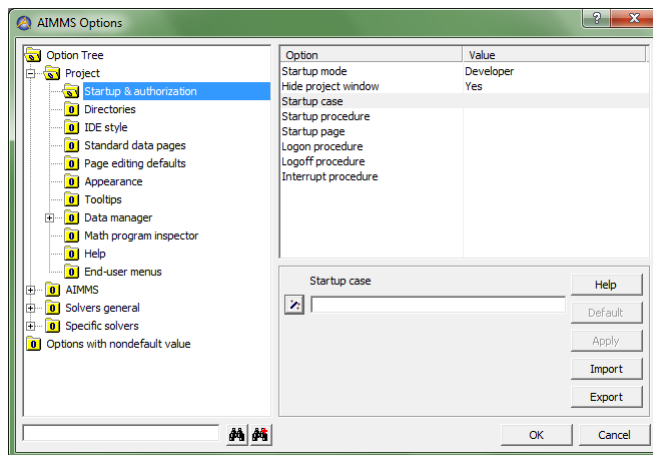 AIMMS Options
Option Tree
Project
Startup & authorization
Directories
IDE style
Standard data pages
Page editing defaults
Appearance
Tooltips
Data manager
Math program inspector
Help
End-user menus
AIMMS
Solvers general
Specific solvers
Options with nondefault value
Option Value
Startup mode Developer
Hide project window Yes
Startup case
Startup procedure
Startup page
Logon procedure
Logoff procedure
Interrupt procedure
Startup case
Help
Default
Apply
Import
Export
OK Cancel